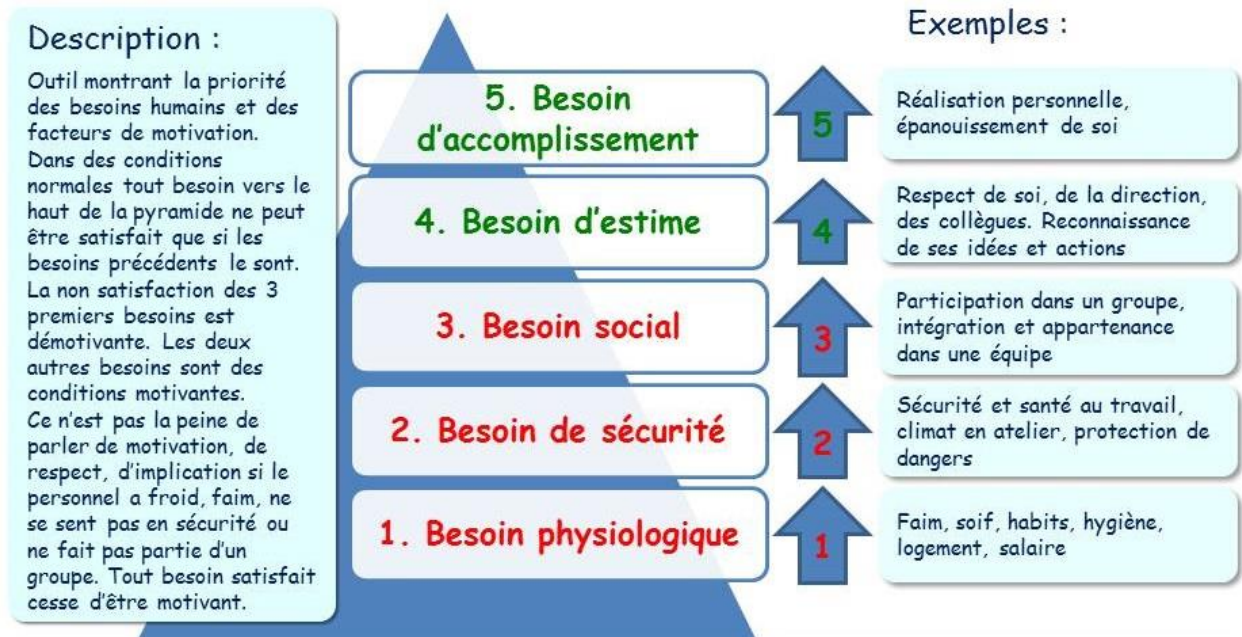 Description :
Outil montrant la priorité
des besoins humains et des
facteurs de motivation.
Dans des conditions
normales tout besoin vers le
haut de la pyramide ne peut
être satisfait que si les
besoins précédents le sont.
La non satisfaction des 3
premiers besoins est
démotivante. Les deux
autres besoins sont des
conditions motivantes.
Ce n'est pas la peine de
parler de motivation, de
respect, d'implication si le
personnel a froid, faim, ne
se sent pas en sécurité ou
ne fait pas partie d'un
groupe. Tout besoin satisfait
cesse d'être motivant.
Exemples :
5. Besoin
d'accomplissement
5
Réalisation personnelle,
épanouissement de soi
4. Besoin d'estime
4
Respect de soi, de la direction,
des collègues. Reconnaissance
de ses idées et actions
3. Besoin social
3
Participation dans un groupe,
intégration et appartenance
dans une équipe
2. Besoin de sécurité
2
Sécurité et santé au travail,
climat en atelier, protection de
dangers
1. Besoin physiologique
1
Faim, soif, habits, hygiène,
logement, salaire